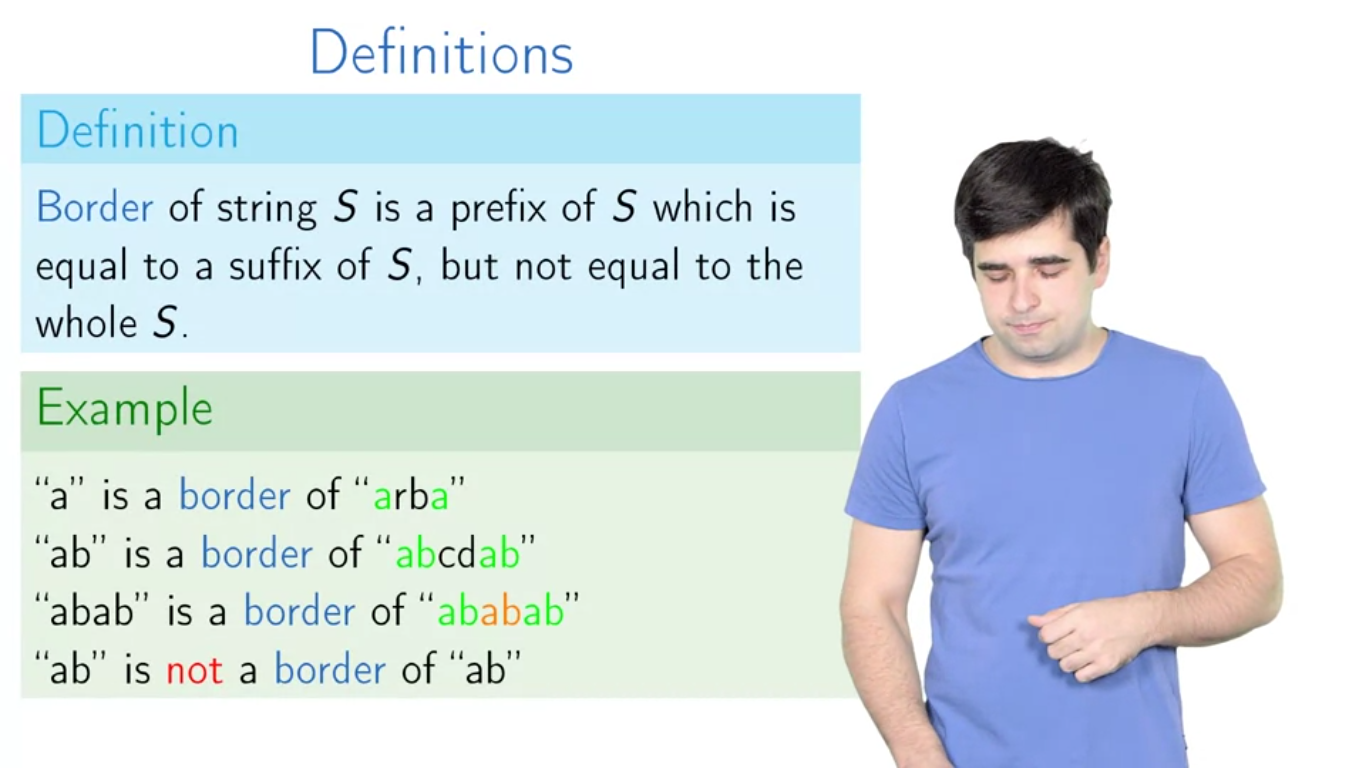 Definitions
Definition
Border of string S is a prefix of S which is
equal to a suffix of S, but not equal to the
whole S.
Example
“a” is a border of “arba”
“ab” is a border of “abcdab”
“abab” is a border of “ababab”
“ab” is not a border of “ab”